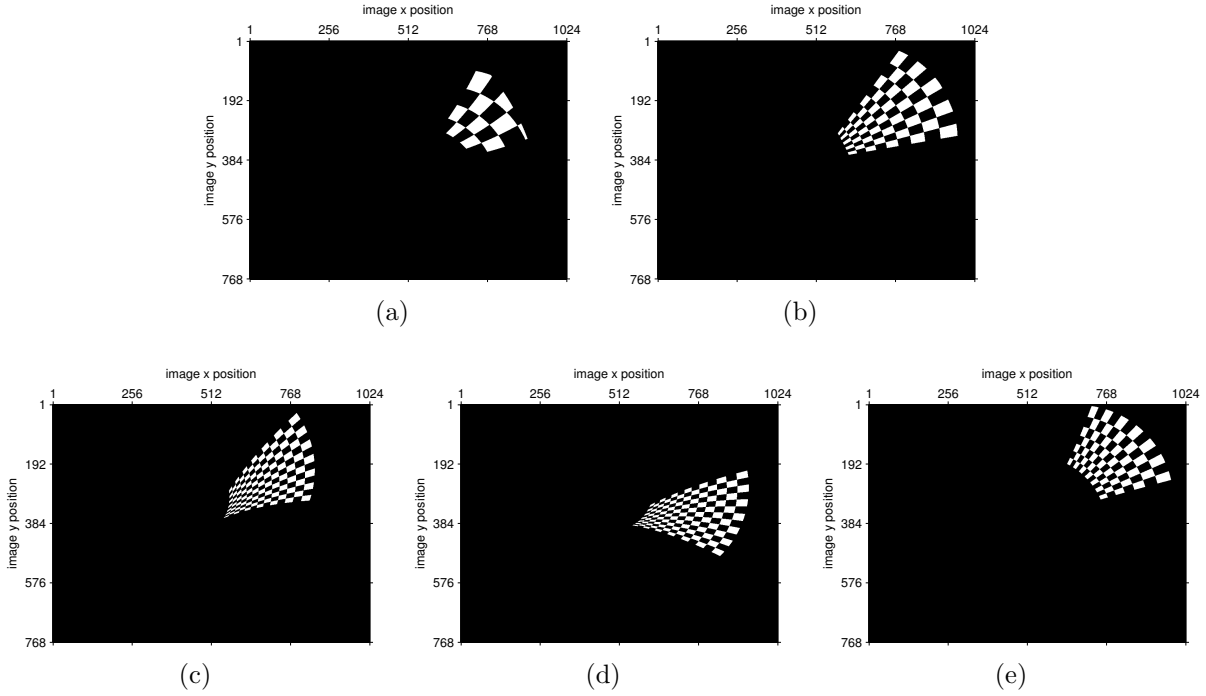 image x position
1 256 512 768 1024
1
192
384
576
768
image y position
(a)
image x position
1 256 512 768 1024
1
192
384
576
768
image y position
(b)
image x position
1 256 512 768 1024
1
192
384
576
768
image y position
(c)
image x position
1 256 512 768 1024
1
192
384
576
768
image y position
(d)
image x position
1 256 512 768 1024
1
192
384
576
768
image y position
(e)